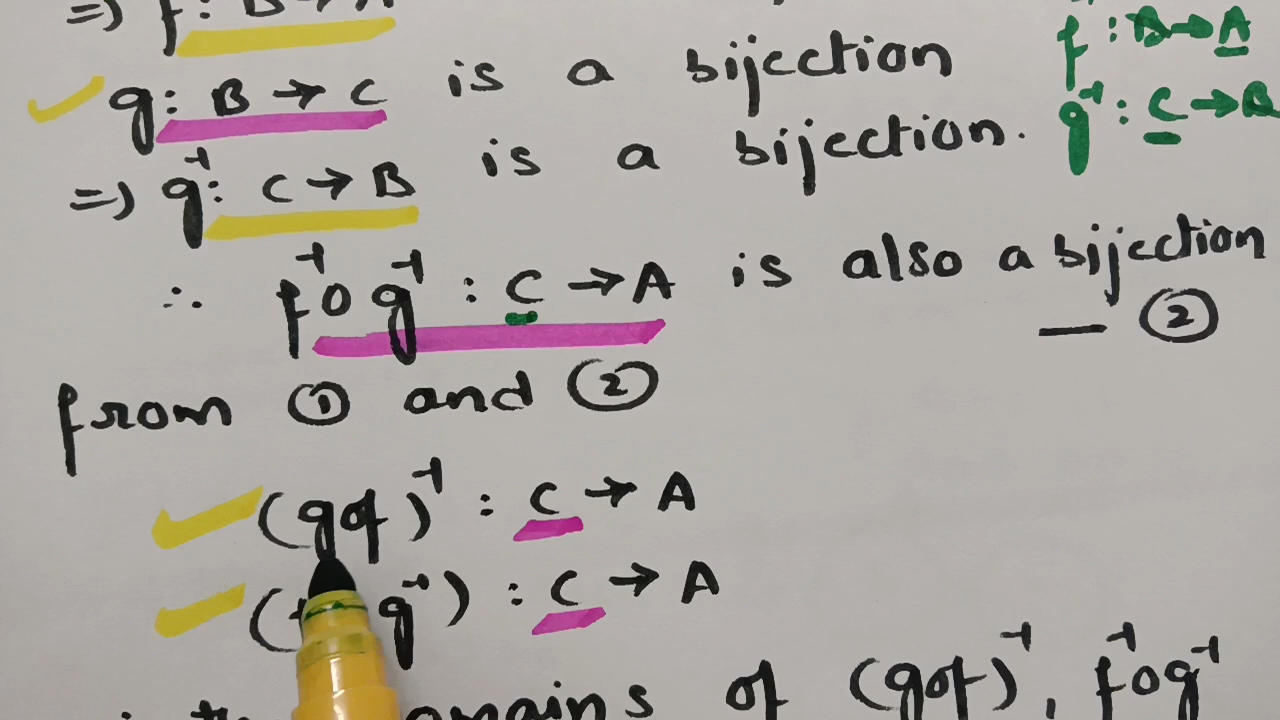 =) f : B → A
f : B → A
g : B → C is a bijection
g⁻¹ : C → B
=) g⁻¹ : C → B is a bijection.
∴ f⁻¹ o g⁻¹ : C → A is also a bijection
— ②
from ① and ②
(gof)⁻¹ : C → A
( g⁻¹) : C → A
of (gof)⁻¹, f⁻¹og⁻¹